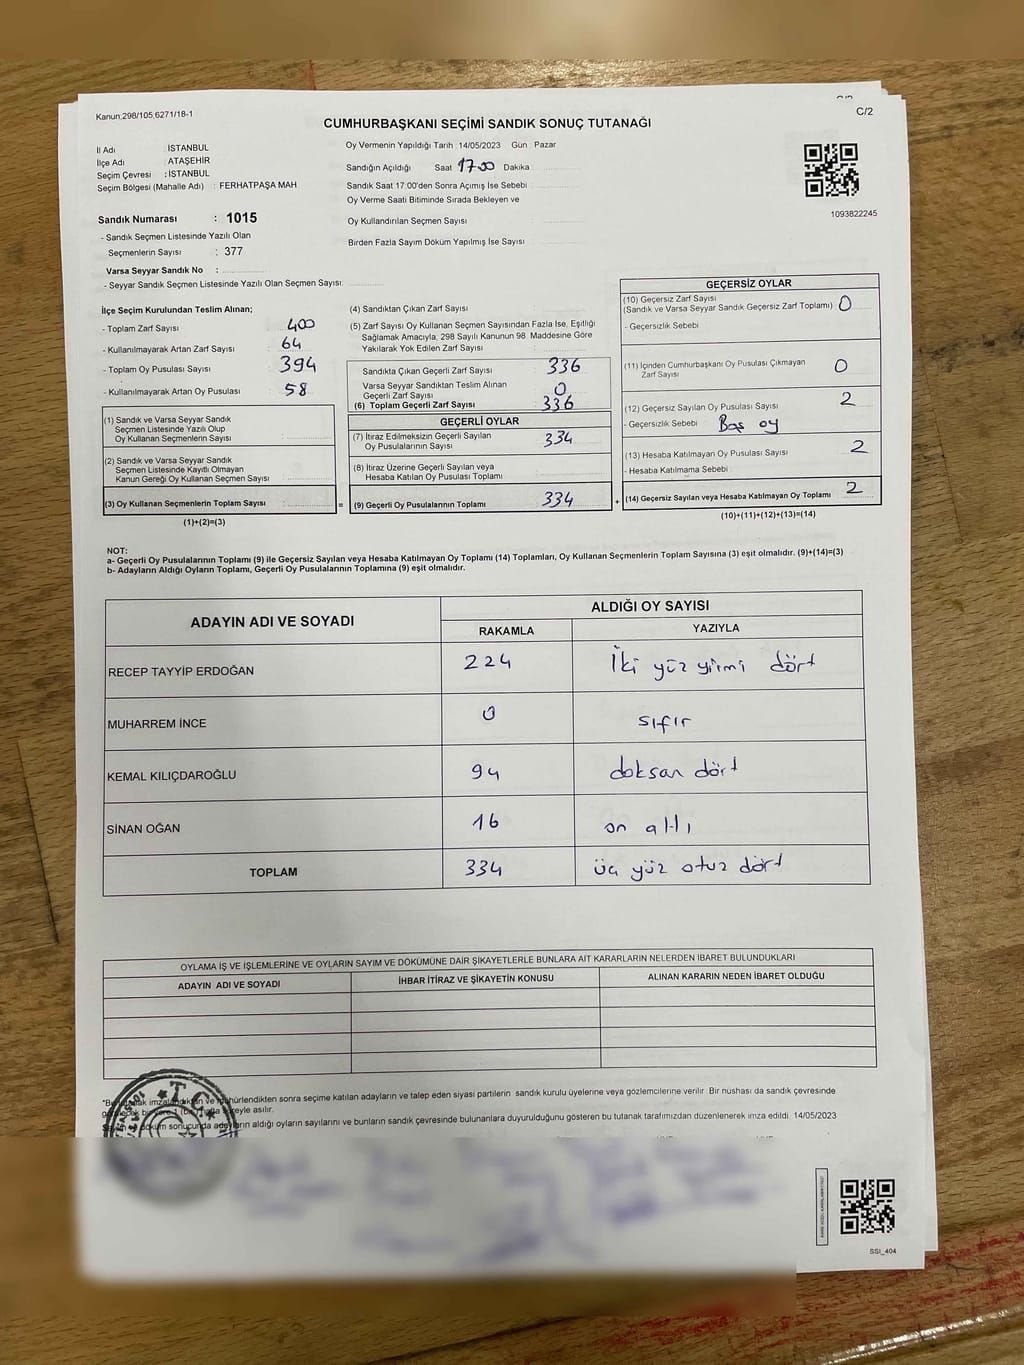 C/2
Kanun:298/105,6271/18-1
CUMHURBAŞKANI SEÇİMİ SANDIK SONUÇ TUTANAĞI
İl Adı : İSTANBUL
İlçe Adı : ATAŞEHİR
Seçim Çevresi : İSTANBUL
Seçim Bölgesi (Mahalle Adı) : FERHATPAŞA MAH
Oy Vermenin Yapıldığı Tarih : 14/05/2023 Gün : Pazar
Sandığın Açıldığı Saat 17:00 Dakika
Sandık Saat 17:00'den Sonra Açımış İse Sebebi
Oy Verme Saati Bitiminde Sırada Bekleyen ve
Oy Kullandırılan Seçmen Sayısı
Birden Fazla Sayım Döküm Yapılmış İse Sayısı
1093822245
Sandık Numarası : 1015
- Sandık Seçmen Listesinde Yazılı Olan
Seçmenlerin Sayısı : 377
Varsa Seyyar Sandık No :
- Seyyar Sandık Seçmen Listesinde Yazılı Olan Seçmen Sayısı:
İlçe Seçim Kurulundan Teslim Alınan;
- Toplam Zarf Sayısı : 400
- Kullanılmayarak Artan Zarf Sayısı : 64
- Toplam Oy Pusulası Sayısı : 394
- Kullanılmayarak Artan Oy Pusulası : 58
(1) Sandık ve Varsa Seyyar Sandık
Seçmen Listesinde Yazılı Olup
Oy Kullanan Seçmenlerin Sayısı :
(2) Sandık ve Varsa Seyyar Sandık
Seçmen Listesinde Kayıtlı Olmayan
Kanun Gereği Oy Kullanan Seçmen Sayısı :
(3) Oy Kullanan Seçmenlerin Toplam Sayısı : =
(1)+(2)=(3)
(4) Sandıktan Çıkan Zarf Sayısı :
(5) Zarf Sayısı Oy Kullanan Seçmen Sayısından Fazla İse, Eşitliği
Sağlamak Amacıyla, 298 Sayılı Kanunun 98. Maddesine Göre
Yakılarak Yok Edilen Zarf Sayısı :
Sandıkta Çıkan Geçerli Zarf Sayısı : 336
Varsa Seyyar Sandıktan Teslim Alınan
Geçerli Zarf Sayısı : 0
(6) Toplam Geçerli Zarf Sayısı : 336
GEÇERLİ OYLAR
(7) İtiraz Edilmeksizin Geçerli Sayılan
Oy Pusulalarının Sayısı : 334
(8) İtiraz Üzerine Geçerli Sayılan veya
Hesaba Katılan Oy Pusulası Toplamı :
(9) Geçerli Oy Pusulalarının Toplamı : 334 +
GEÇERSİZ OYLAR
(10) Geçersiz Zarf Sayısı
(Sandık ve Varsa Seyyar Sandık Geçersiz Zarf Toplamı) : 0
- Geçersizlik Sebebi
(11) İçinden Cumhurbaşkanı Oy Pusulası Çıkmayan
Zarf Sayısı : 0
(12) Geçersiz Sayılan Oy Pusulası Sayısı : 2
- Geçersizlik Sebebi : Boş oy
(13) Hesaba Katılmayan Oy Pusulası Sayısı : 2
- Hesaba Katılmama Sebebi
(14) Geçersiz Sayılan veya Hesaba Katılmayan Oy Toplamı : 2
(10)+(11)+(12)+(13)=(14)
NOT:
a- Geçerli Oy Pusulalarının Toplamı (9) ile Geçersiz Sayılan veya Hesaba Katılmayan Oy Toplamı (14) Toplamları, Oy Kullanan Seçmenlerin Toplam Sayısına (3) eşit olmalıdır. (9)+(14)=(3)
b- Adayların Aldığı Oyların Toplamı, Geçerli Oy Pusulalarının Toplamına (9) eşit olmalıdır.
ADAYIN ADI VE SOYADI ALDIĞI OY SAYISI
RAKAMLA YAZIYLA
RECEP TAYYİP ERDOĞAN 224 İki yüz yirmi dört
MUHARREM İNCE 0 sıfır
KEMAL KILIÇDAROĞLU 94 doksan dört
SİNAN OĞAN 16 on altı
TOPLAM 334 üç yüz otuz dört
OYLAMA İŞ VE İŞLEMLERİNE VE OYLARIN SAYIM VE DÖKÜMÜNE DAİR ŞİKAYETLERLE BUNLARA AİT KARARLARIN NELERDEN İBARET BULUNDUKLARI
ADAYIN ADI VE SOYADI İHBAR İTİRAZ VE ŞİKAYETİN KONUSU ALINAN KARARIN NEDEN İBARET OLDUĞU
*Bu tutanak imzalandıktan ve mühürlendikten sonra seçime katılan adayların ve talep eden siyasi partilerin sandık kurulu üyelerine veya gözlemcilerine verilir. Bir nüshası da sandık çevresinde
süreyle asılır.
döküm sonucunda adayların aldığı oyların sayılarını ve bunların sandık çevresinde bulunanlara duyurulduğunu gösteren bu tutanak tarafımızdan düzenlenerek imza edildi. 14/05/2023
T.C.
SSI_404